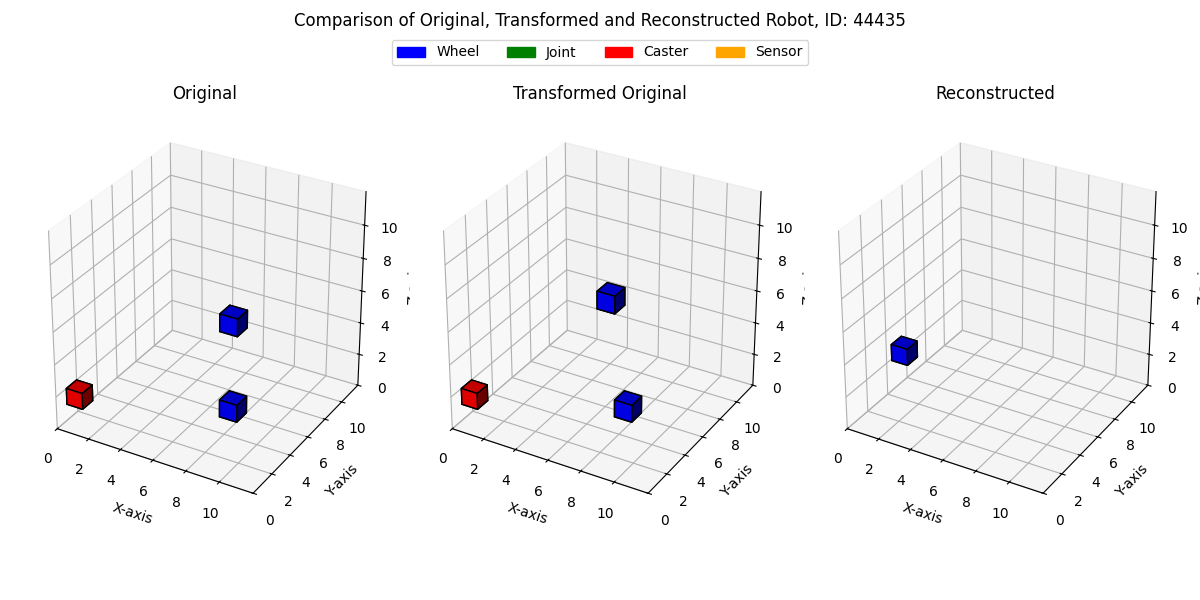 Comparison of Original, Transformed and Reconstructed Robot, ID: 44435
Wheel Joint Caster Sensor
Original
0 2 4 6 8 10
X-axis
0 2 4 6 8 10
Y-axis
0 2 4 6 8 10
Transformed Original
0 2 4 6 8 10
X-axis
0 2 4 6 8 10
Y-axis
0 2 4 6 8 10
Reconstructed
0 2 4 6 8 10
X-axis
0 2 4 6 8 10
Y-axis
0 2 4 6 8 10